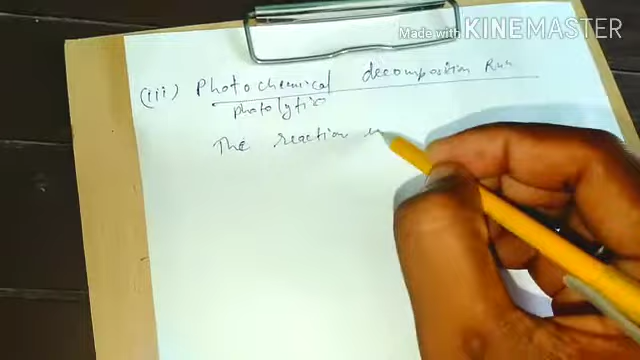 Made with KINEMASTER
(iii) Photochemical decomposition Rxn
photolytic
The reaction